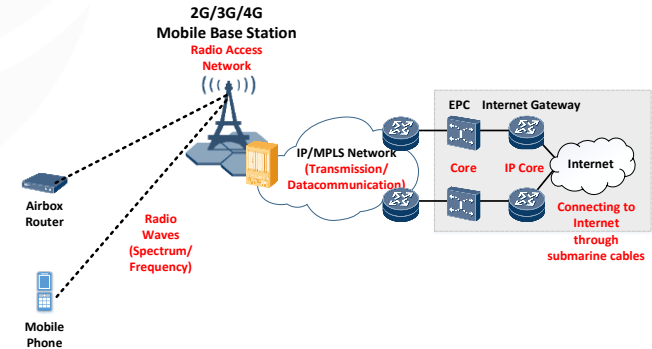 2G/3G/4G
Mobile Base Station
Radio Access
Network
EPC Internet Gateway
IP/MPLS Network
(Transmission/
Datacommunication)
Core
IP Core
Internet
Airbox
Router
Radio
Waves
(Spectrum/
Frequency)
Connecting to
Internet
through
submarine cables
Mobile
Phone